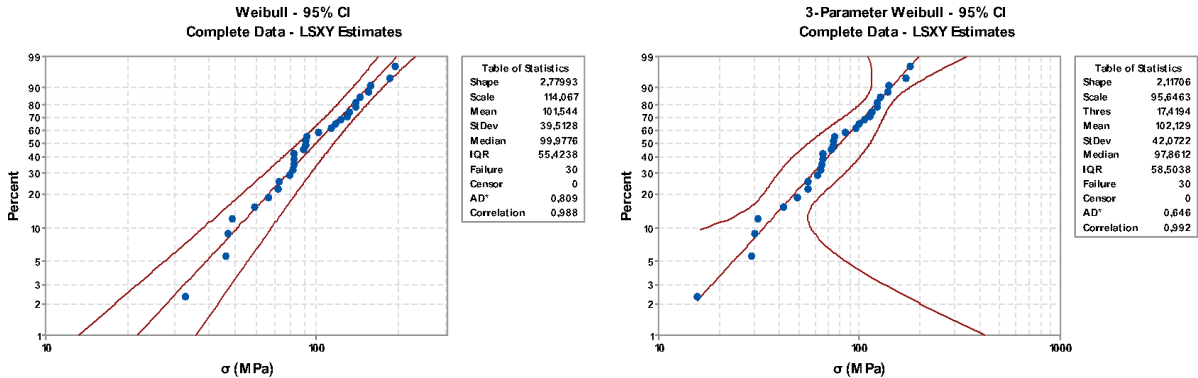 Weibull - 95% CI
Complete Data - LSXY Estimates
Percent
99
90
80
70
60
50
40
30
20
10
5
3
2
1
10
100
σ (MPa)
Table of Statistics
Shape 2,77993
Scale 114,067
Mean 101,544
StDev 39,5128
Median 99,9776
IQR 55,4238
Failure 30
Censor 0
AD* 0,809
Correlation 0,988
3-Parameter Weibull - 95% CI
Complete Data - LSXY Estimates
Percent
99
90
80
70
60
50
40
30
20
10
5
3
2
1
10
100
1000
σ (MPa)
Table of Statistics
Shape 2,11706
Scale 95,6463
Thres 17,4194
Mean 102,129
StDev 42,0722
Median 97,8612
IQR 58,5038
Failure 30
Censor 0
AD* 0,646
Correlation 0,992